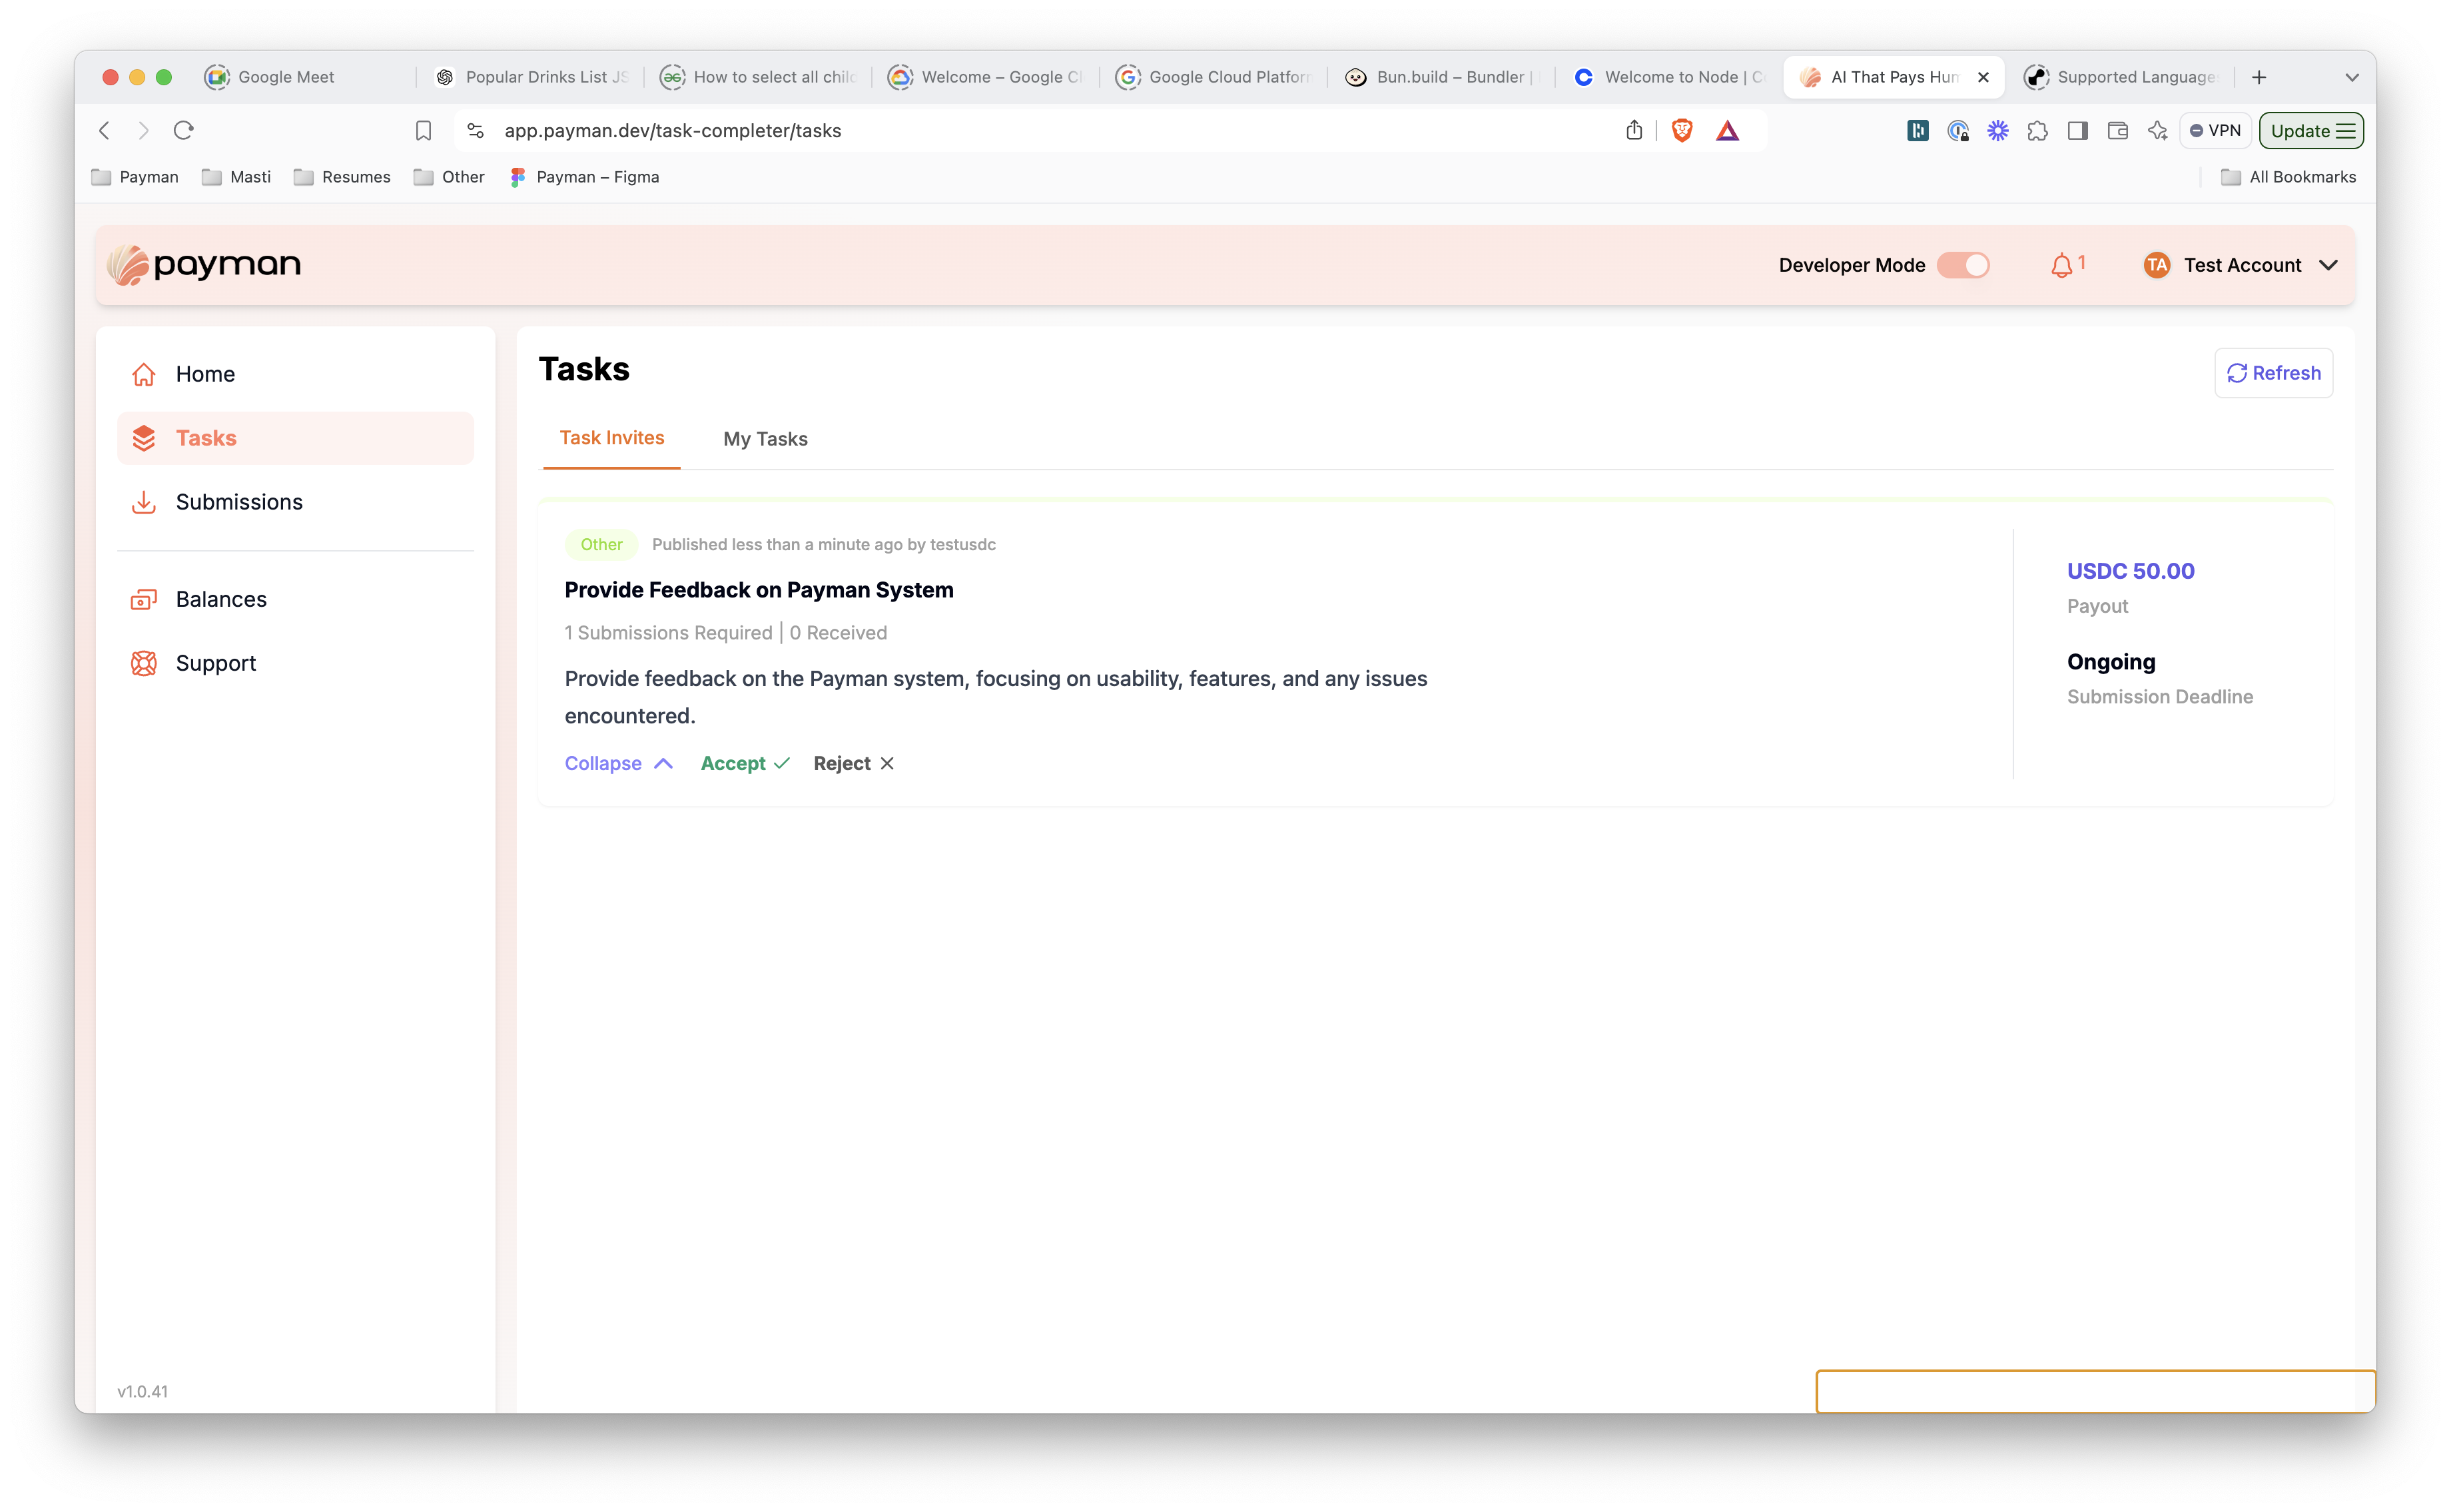 Google Meet
Popular Drinks List JS
How to select all child
Welcome – Google Cl
Google Cloud Platform
Bun.build – Bundler |
Welcome to Node | C
AI That Pays Hum
Supported Language
app.payman.dev/task-completer/tasks
VPN
Update
Payman
Masti
Resumes
Other
Payman – Figma
All Bookmarks
payman
Developer Mode
1
TA
Test Account
Home
Tasks
Submissions
Balances
Support
v1.0.41
Tasks
Refresh
Task Invites
My Tasks
Other
Published less than a minute ago by testusdc
Provide Feedback on Payman System
1 Submissions Required | 0 Received
Provide feedback on the Payman system, focusing on usability, features, and any issues
encountered.
Collapse
Accept
Reject
USDC 50.00
Payout
Ongoing
Submission Deadline